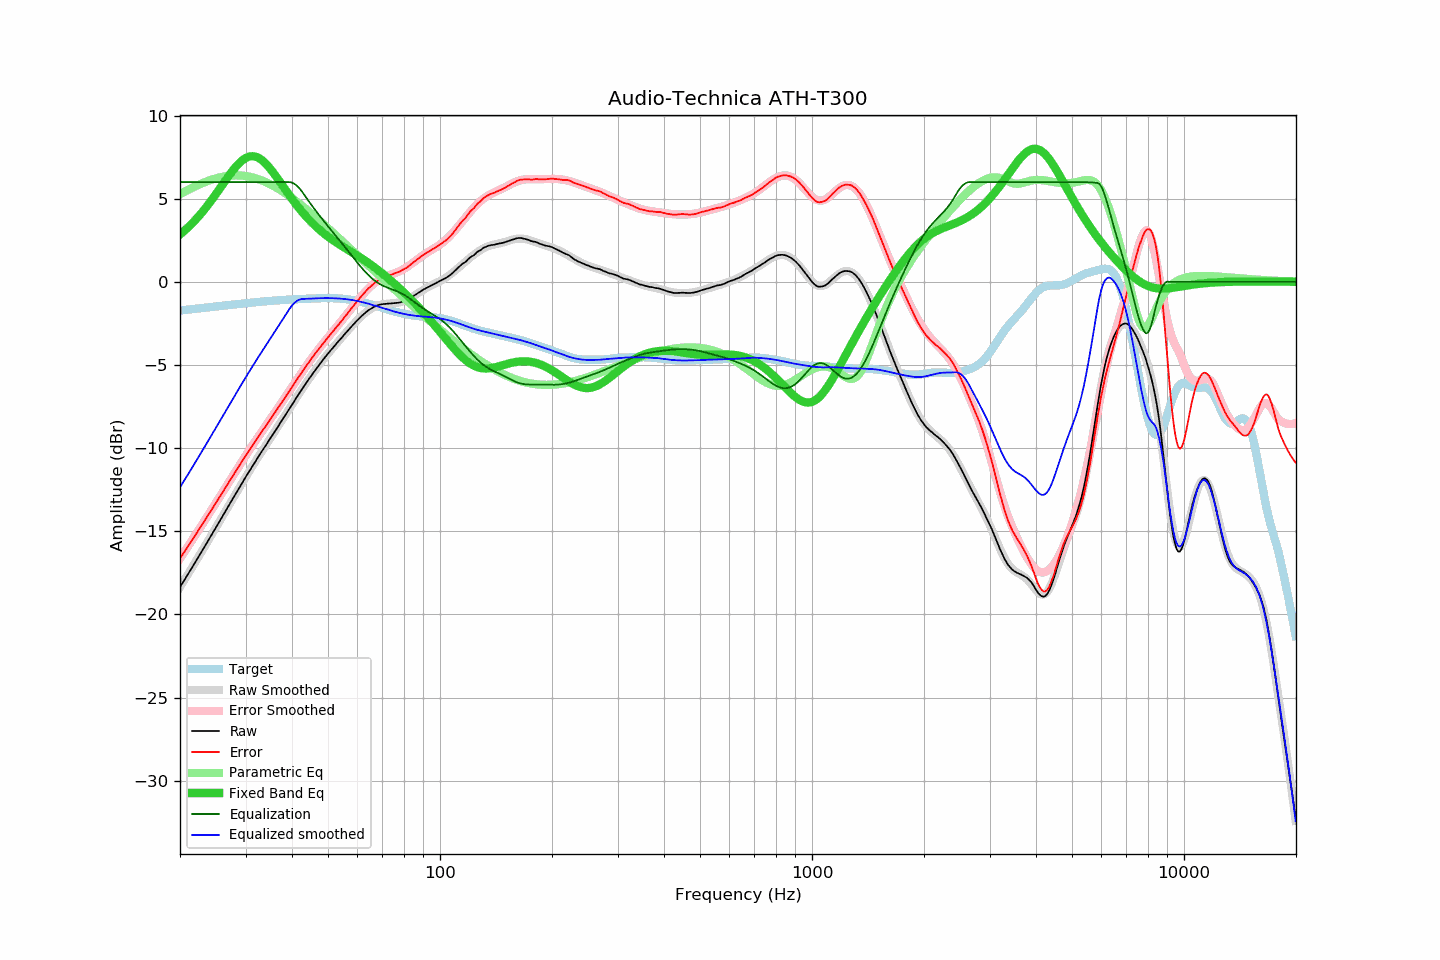 Audio-Technica ATH-T300
10
5
0
−5
−10
−15
−20
−25
−30
Amplitude (dBr)
Target
Raw Smoothed
Error Smoothed
Raw
Error
Parametric Eq
Fixed Band Eq
Equalization
Equalized smoothed
100 1000 10000
Frequency (Hz)